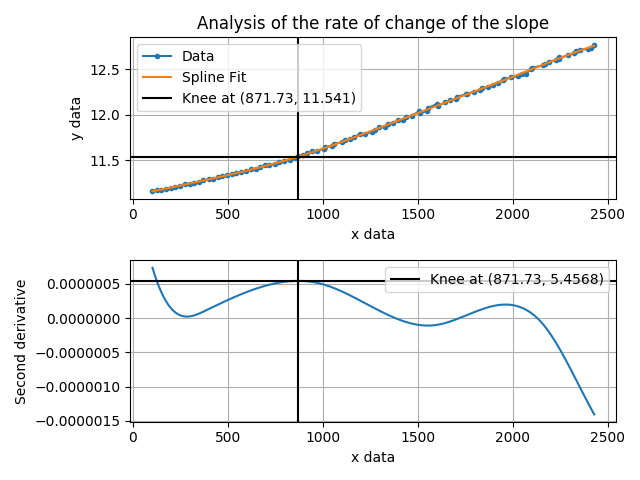 Analysis of the rate of change of the slope
Data
Spline Fit
Knee at (871.73, 11.541)
y data
12.5
12.0
11.5
0 500 1000 1500 2000 2500
x data
Knee at (871.73, 5.4568)
Second derivative
0.0000005
0.0000000
−0.0000005
−0.0000010
−0.0000015
0 500 1000 1500 2000 2500
x data